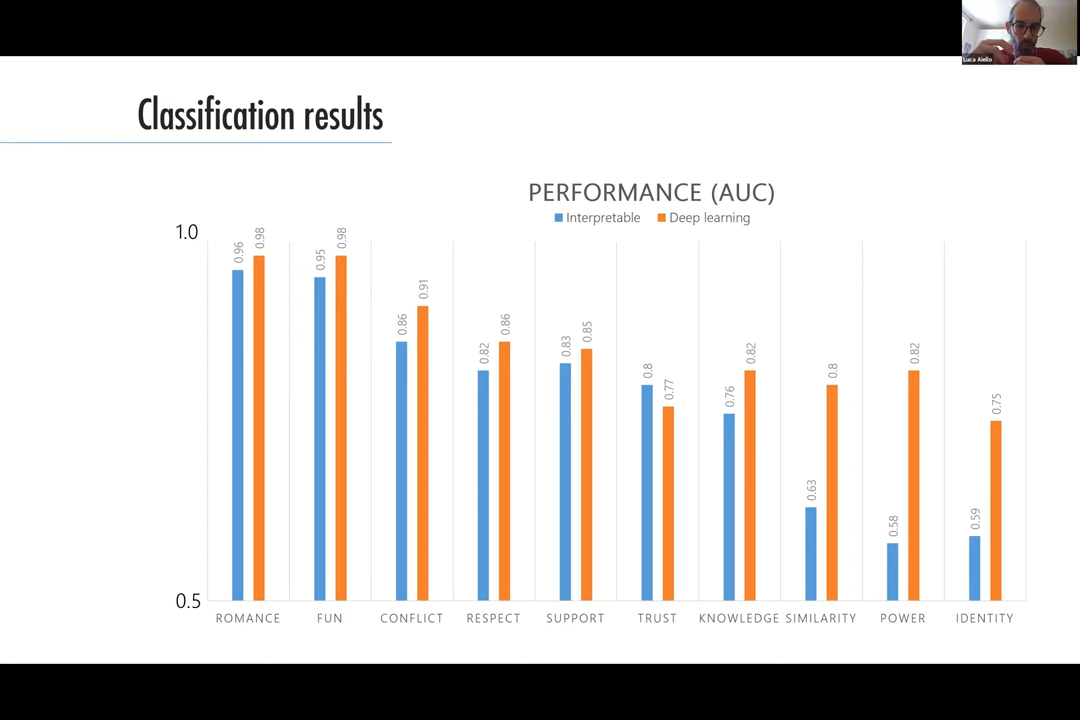 Luca Aiello
Classification results
PERFORMANCE (AUC)
Interpretable Deep learning
1.0
0.96 0.98 0.95 0.98 0.86 0.91 0.82 0.86 0.83 0.85 0.8 0.77 0.76 0.82 0.63 0.8 0.58 0.82 0.59 0.75
0.5
ROMANCE FUN CONFLICT RESPECT SUPPORT TRUST KNOWLEDGE SIMILARITY POWER IDENTITY